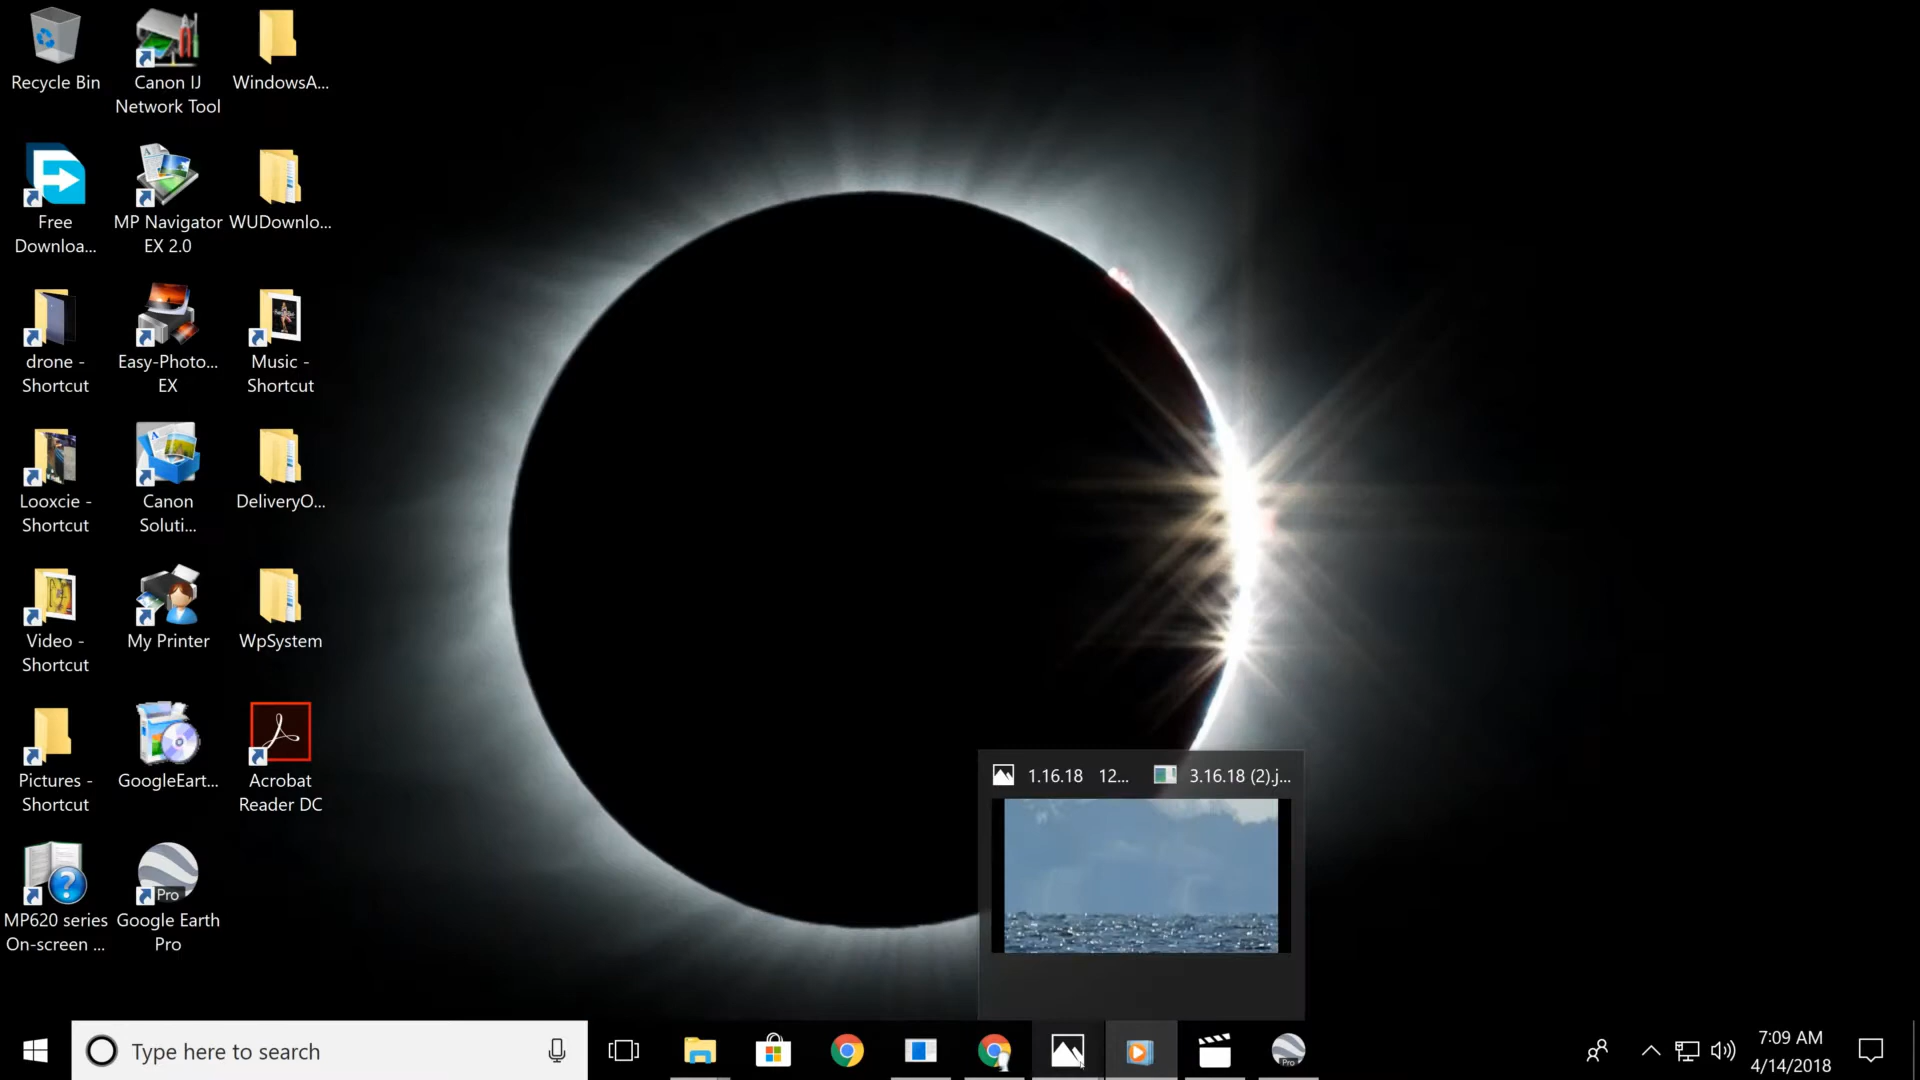 Recycle Bin
Canon IJ
Network Tool
WindowsA...
Free
Downloa...
MP Navigator
EX 2.0
WUDownlo...
drone -
Shortcut
Easy-Photo...
EX
Music -
Shortcut
Looxcie -
Shortcut
Canon
Soluti...
DeliveryO...
Video -
Shortcut
My Printer
WpSystem
Pictures -
Shortcut
GoogleEart...
Acrobat
Reader DC
MP620 series
On-screen ...
Pro
Google Earth
Pro
1.16.18 12...
3.16.18 (2).j...
Type here to search
Pro
7:09 AM
4/14/2018